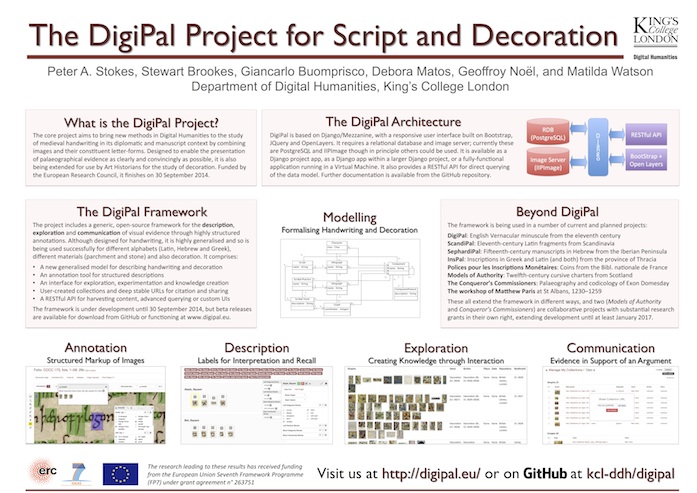 The DigiPal Project for Script and Decoration
KING'S
College
LONDON
Digital Humanities
Peter A. Stokes, Stewart Brookes, Giancarlo Buomprisco, Debora Matos, Geoffroy Noël, and Matilda Watson
Department of Digital Humanities, King's College London
What is the DigiPal Project?
The core project aims to bring new methods in Digital Humanities to the study
of medieval handwriting in its diplomatic and manuscript context by combining
images with their constituent letter-forms. Designed to enable the presentation
of palaeographical evidence as clearly and convincingly as possible, it is also
being extended for use by Art Historians for the study of decoration. Funded by
the European Research Council, it finishes on 30 September 2014.
The DigiPal Architecture
DigiPal is based on Django/Mezzanine, with a responsive user interface built on Bootstrap,
JQuery and OpenLayers. It requires a relational database and image server; currently these
are PostgreSQL and IIPImage though in principle others could be used. It is available as a
Django project app, as a Django app within a larger Django project, or a fully-functional
application running in a Virtual Machine. It also provides a RESTful API for direct querying
of the data model. Further documentation is available from the GitHub repository.
RDB
(PostgreSQL)
Image Server
(IIPImage)
DJANGO
RESTful API
BootStrap +
Open Layers
The DigiPal Framework
The project includes a generic, open-source framework for the description,
exploration and communication of visual evidence through highly structured
annotations. Although designed for handwriting, it is highly generalised and so is
being used successfully for different alphabets (Latin, Hebrew and Greek),
different materials (parchment and stone) and also decoration. It comprises:
• A new generalised model for describing handwriting and decoration
• An annotation tool for structured descriptions
• An interface for exploration, experimentation and knowledge creation
• User-created collections and deep stable URLs for citation and sharing
• A RESTful API for harvesting content, advanced querying or custom UIs
The framework is under development until 30 September 2014, but beta releases
are available for download from GitHub or functioning at www.digipal.eu.
Modelling
Formalising Handwriting and Decoration
Beyond DigiPal
The framework is being used in a number of current and planned projects:
DigiPal: English Vernacular minuscule from the eleventh century
ScandiPal: Eleventh-century Latin fragments from Scandinavia
SephardiPal: Fifteenth-century manuscripts in Hebrew from the Iberian Peninsula
InsPal: Inscriptions in Greek and Latin (and both) from the province of Thracia
Polices pour les Inscriptions Monétaires: Coins from the Bibl. nationale de France
Models of Authority: Twelfth-century cursive charters from Scotland
The Conqueror's Commissioners: Palaeography and codicology of Exon Domesday
The workshop of Matthew Paris at St Albans, 1230–1259
These all extend the framework in different ways, and two (Models of Authority
and Conqueror's Commissioners) are collaborative projects with substantial research
grants in their own right, extending development until at least January 2017.
Annotation
Structured Markup of Images
Description
Labels for Interpretation and Recall
Exploration
Creating Knowledge through Interaction
Communication
Evidence in Support of an Argument
erc
The research leading to these results has received funding
from the European Union Seventh Framework Programme
(FP7) under grant agreement n° 263751
Visit us at http://digipal.eu/ or on GitHub at kcl-ddh/digipal